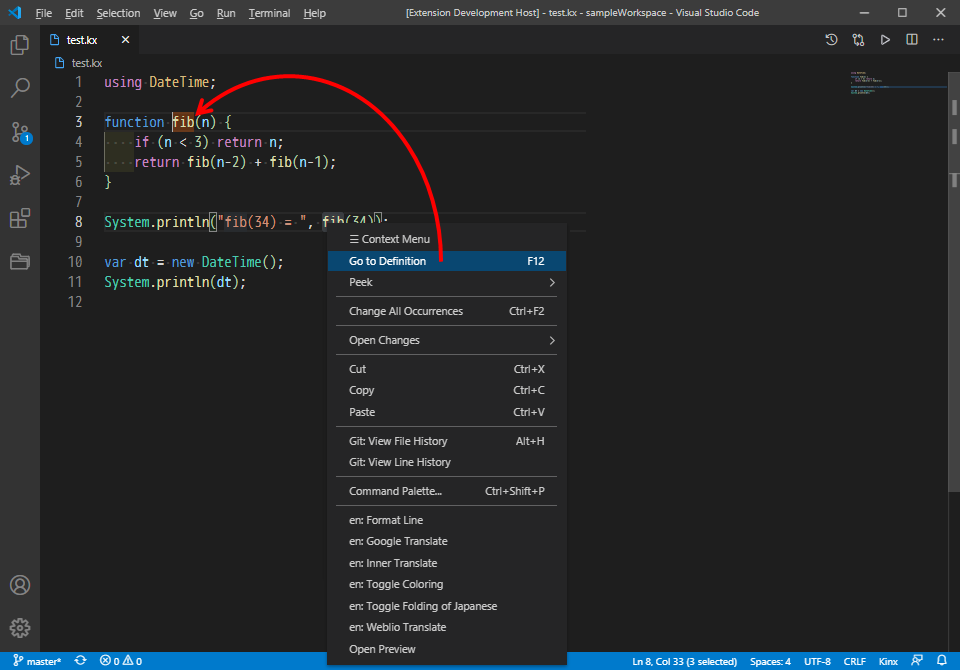 File Edit Selection View Go Run Terminal Help [Extension Development Host] - test.kx - sampleWorkspace - Visual Studio Code
test.kx
test.kx
1 using DateTime;
2
3 function fib(n) {
4 if (n < 3) return n;
5 return fib(n-2) + fib(n-1);
6 }
7
8 System.println("fib(34) = ", fib(34));
9
10 var dt = new DateTime();
11 System.println(dt);
12
1
☰ Context Menu
Go to Definition F12
Peek
Change All Occurrences Ctrl+F2
Open Changes
Cut Ctrl+X
Copy Ctrl+C
Paste Ctrl+V
Git: View File History Alt+H
Git: View Line History
Command Palette... Ctrl+Shift+P
en: Format Line
en: Google Translate
en: Inner Translate
en: Toggle Coloring
en: Toggle Folding of Japanese
en: Weblio Translate
Open Preview
master* 0 0 Ln 8, Col 33 (3 selected) Spaces: 4 UTF-8 CRLF Kinx